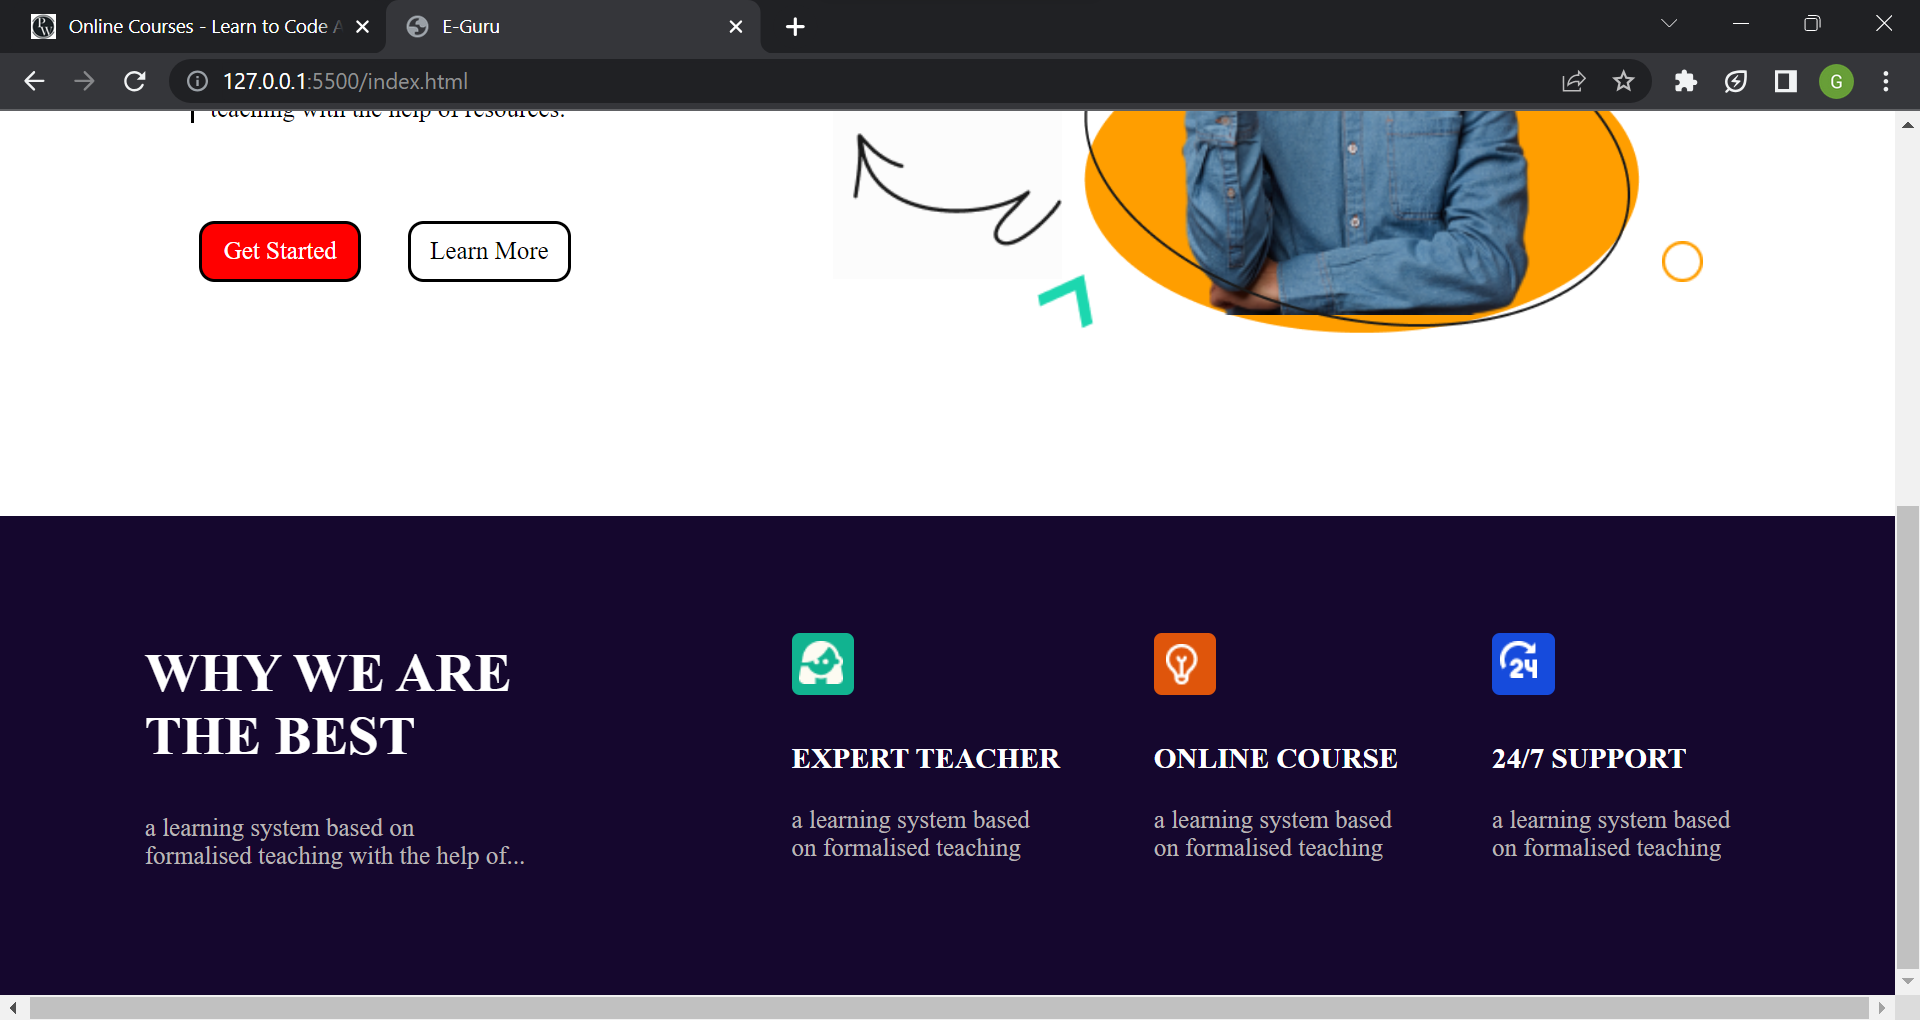 Online Courses - Learn to Code A
E-Guru
127.0.0.1:5500/index.html
G
teaching with the help of resources.
Get Started
Learn More
WHY WE ARE
THE BEST
a learning system based on
formalised teaching with the help of...
24
EXPERT TEACHER
a learning system based
on formalised teaching
ONLINE COURSE
a learning system based
on formalised teaching
24/7 SUPPORT
a learning system based
on formalised teaching